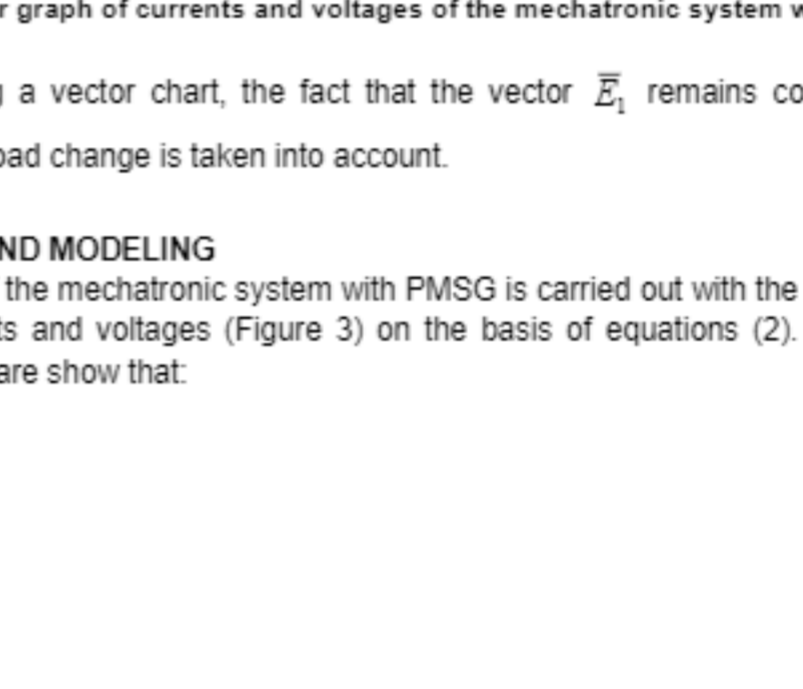 r graph of currents and voltages of the mechatronic system w
g a vector chart, the fact that the vector E̅₁ remains co
oad change is taken into account.
ND MODELING
the mechatronic system with PMSG is carried out with the
ts and voltages (Figure 3) on the basis of equations (2).
are show that: